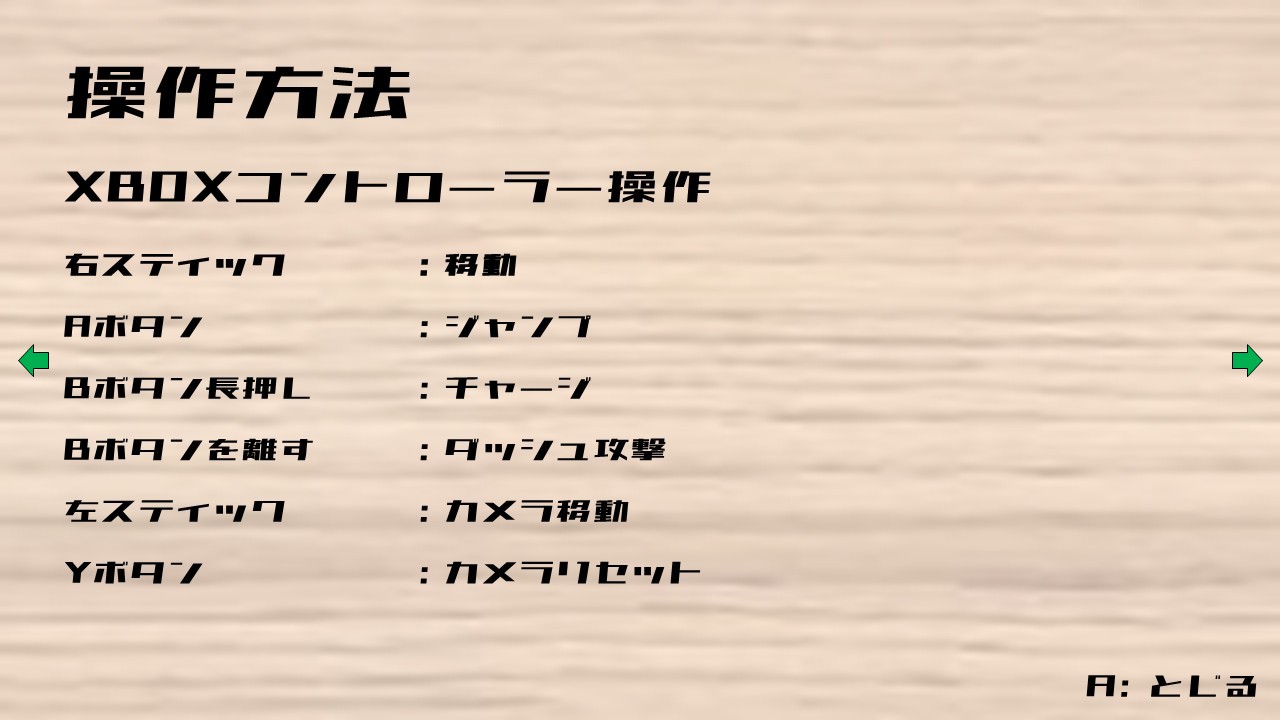 操作方法
XBOXコントローラー操作
右スティック : 移動
Aボタン : ジャンプ
Bボタン長押し : チャージ
Bボタンを離す : ダッシュ攻撃
左スティック : カメラ移動
Yボタン : カメラリセット
A: とじる